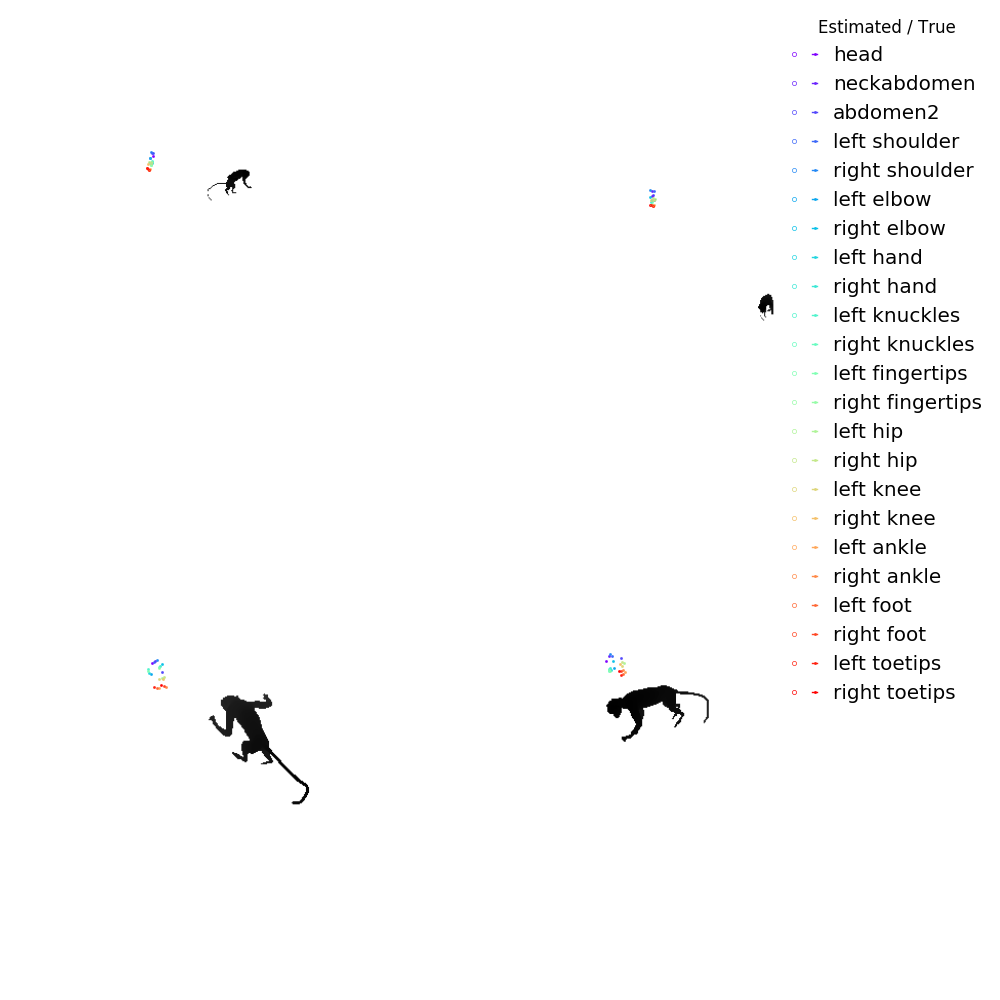 Estimated / True
head
neckabdomen
abdomen2
left shoulder
right shoulder
left elbow
right elbow
left hand
right hand
left knuckles
right knuckles
left fingertips
right fingertips
left hip
right hip
left knee
right knee
left ankle
right ankle
left foot
right foot
left toetips
right toetips